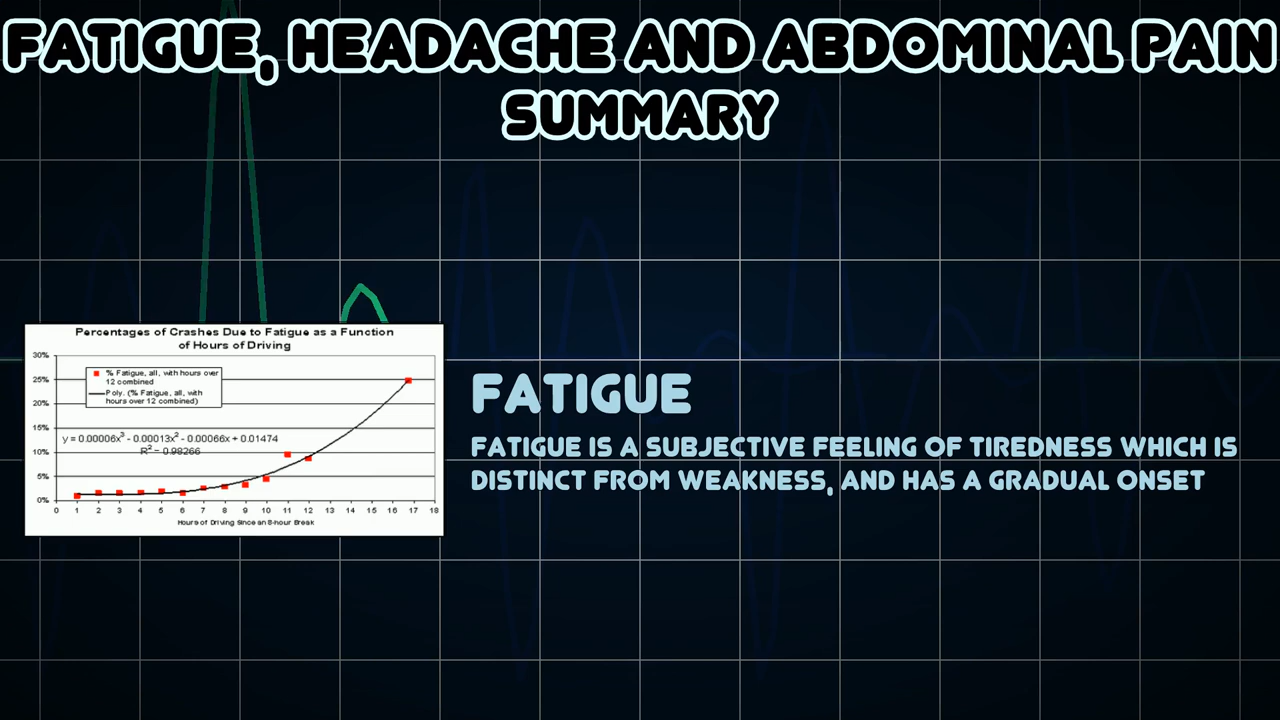 FATIGUE, HEADACHE AND ABDOMINAL PAIN
SUMMARY
Percentages of Crashes Due to Fatigue as a Function
of Hours of Driving
30%
25%
20%
15%
10%
5%
0%
% Fatigue, all, with hours over
12 combined
Poly. (% Fatigue, all, with
hours over 12 combined)
y = 0.00006x³ - 0.00013x² - 0.00066x + 0.01474
R² = 0.98266
0 1 2 3 4 5 6 7 8 9 10 11 12 13 14 15 16 17 18
Hours of Driving Since an 8-hour Break
FATIGUE
FATIGUE IS A SUBJECTIVE FEELING OF TIREDNESS WHICH IS
DISTINCT FROM WEAKNESS, AND HAS A GRADUAL ONSET